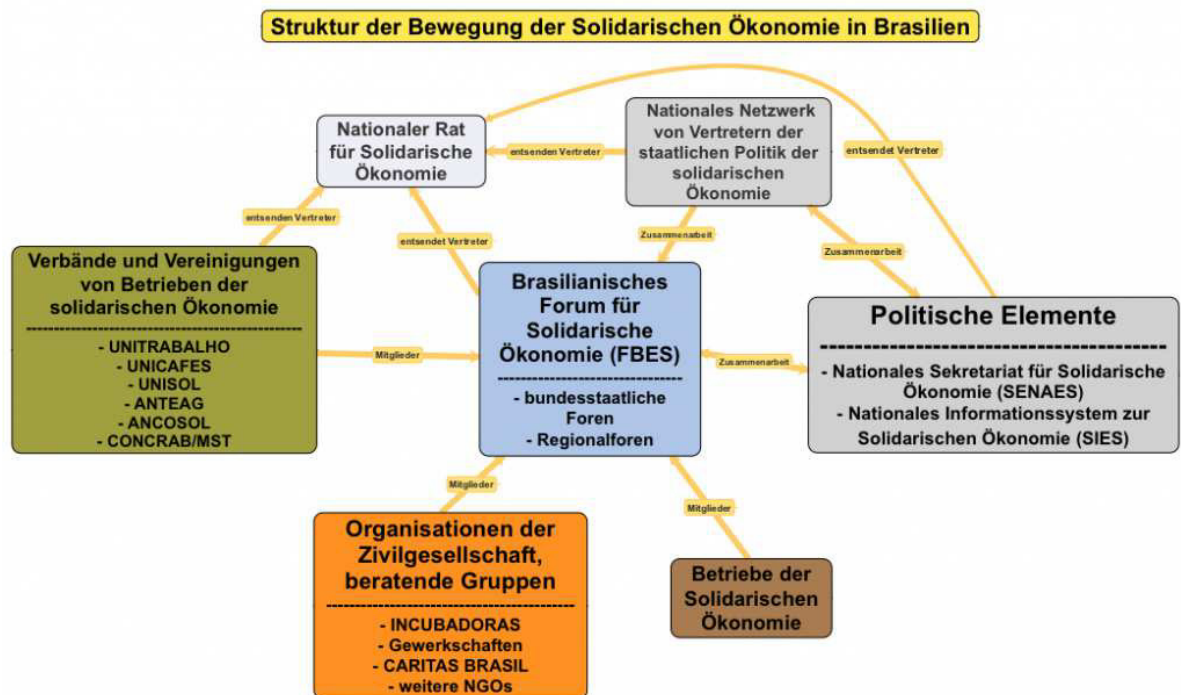 Struktur der Bewegung der Solidarischen Ökonomie in Brasilien
Nationaler Rat
für Solidarische
Ökonomie
Nationales Netzwerk
von Vertretern der
staatlichen Politik der
solidarischen
Ökonomie
entsenden Vertreter
entsendet Vertreter
entsenden Vertreter
entsendet Vertreter
Zusammenarbeit
Zusammenarbeit
Verbände und Vereinigungen
von Betrieben der
solidarischen Ökonomie
--------------------------------------------------
- UNITRABALHO
- UNICAFES
- UNISOL
- ANTEAG
- ANCOSOL
- CONCRAB/MST
Mitglieder
Brasilianisches
Forum für
Solidarische
Ökonomie (FBES)
--------------------------------
- bundesstaatliche
Foren
- Regionalforen
Zusammenarbeit
Politische Elemente
------------------------------------------
- Nationales Sekretariat für Solidarische
Ökonomie (SENAES)
- Nationales Informationssystem zur
Solidarischen Ökonomie (SIES)
Mitglieder
Mitglieder
Organisationen der
Zivilgesellschaft,
beratende Gruppen
--------------------------------------------
- INCUBADORAS
- Gewerkschaften
- CARITAS BRASIL
- weitere NGOs
Betriebe der
Solidarischen
Ökonomie